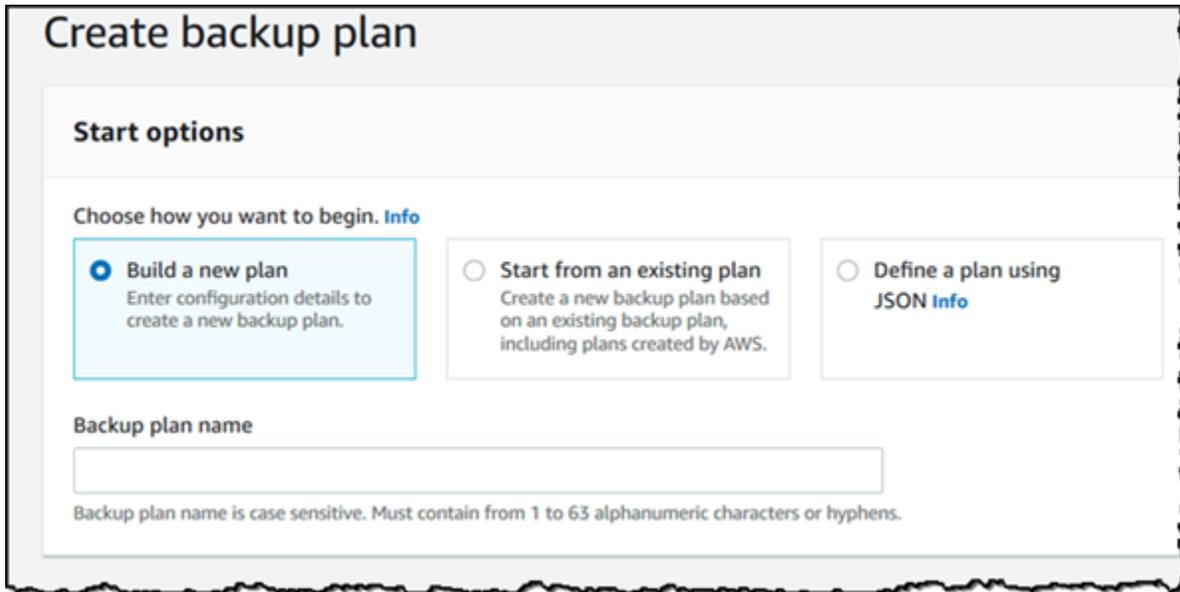 Create backup plan
Start options
Choose how you want to begin. Info
Build a new plan
Enter configuration details to
create a new backup plan.
Start from an existing plan
Create a new backup plan based
on an existing backup plan,
including plans created by AWS.
Define a plan using
JSON Info
Backup plan name
Backup plan name is case sensitive. Must contain from 1 to 63 alphanumeric characters or hyphens.